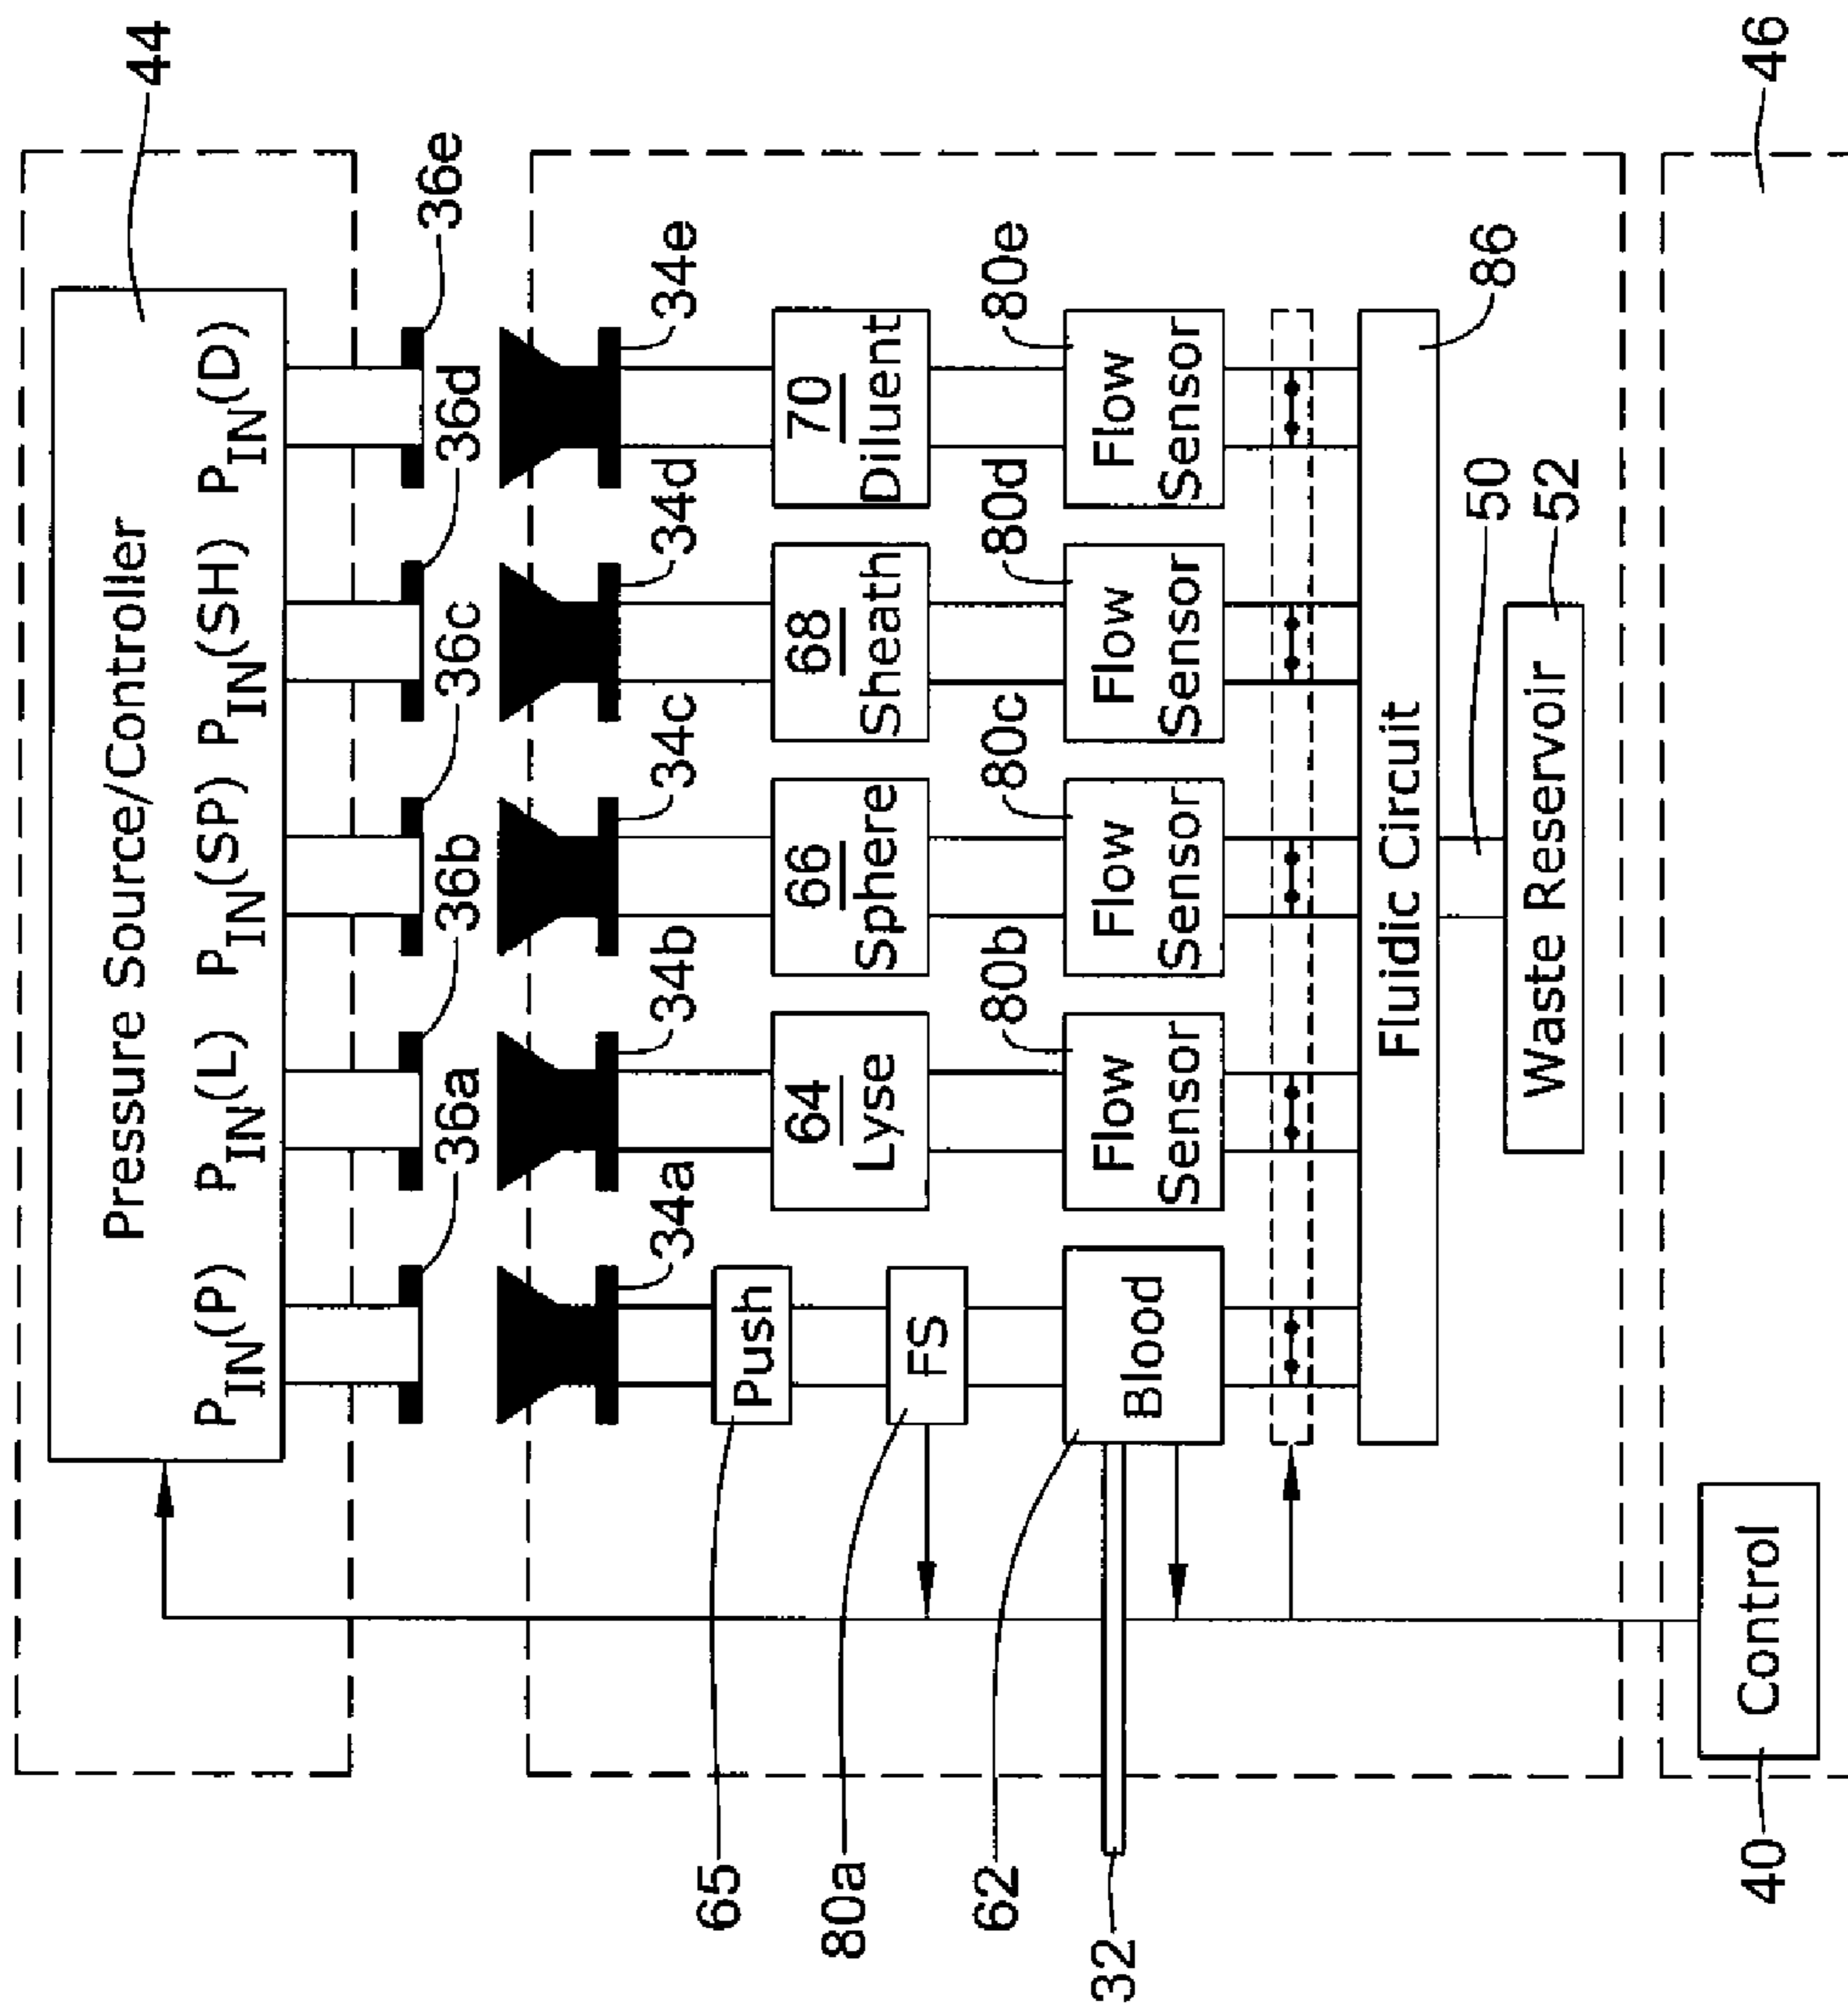 44
Pressure Source/Controller
P_IN(P) P_IN(L) P_IN(SP) P_IN(SH) P_IN(D)
36a
36b
36c
36d
36e
34a
34b
34c
34d
34e
65
Push
64
Lyse
66
Sphere
68
Sheath
70
Diluent
80a
FS
80b
80c
80d
80e
62
Blood
Flow
Sensor
Flow
Sensor
Flow
Sensor
Flow
Sensor
32
Fluidic Circuit
86
50
Waste Reservoir
52
40
Control
46